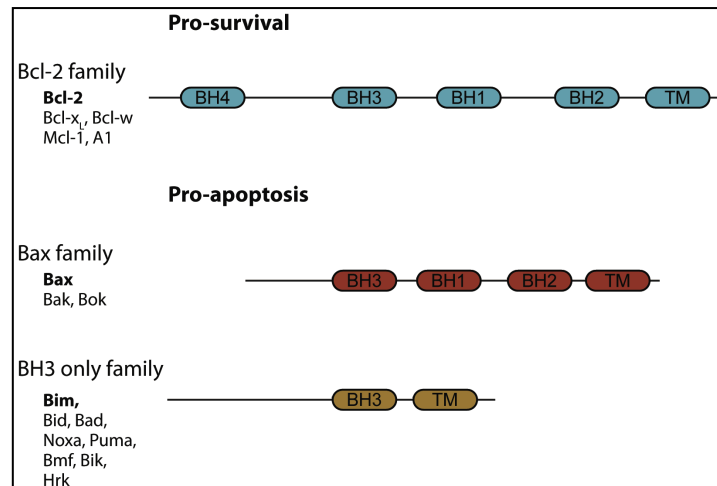 Pro-survival
Bcl-2 family
Bcl-2
Bcl-xL, Bcl-w
Mcl-1, A1
BH4 BH3 BH1 BH2 TM
Pro-apoptosis
Bax family
Bax
Bak, Bok
BH3 BH1 BH2 TM
BH3 only family
Bim,
Bid, Bad,
Noxa, Puma,
Bmf, Bik,
Hrk
BH3 TM